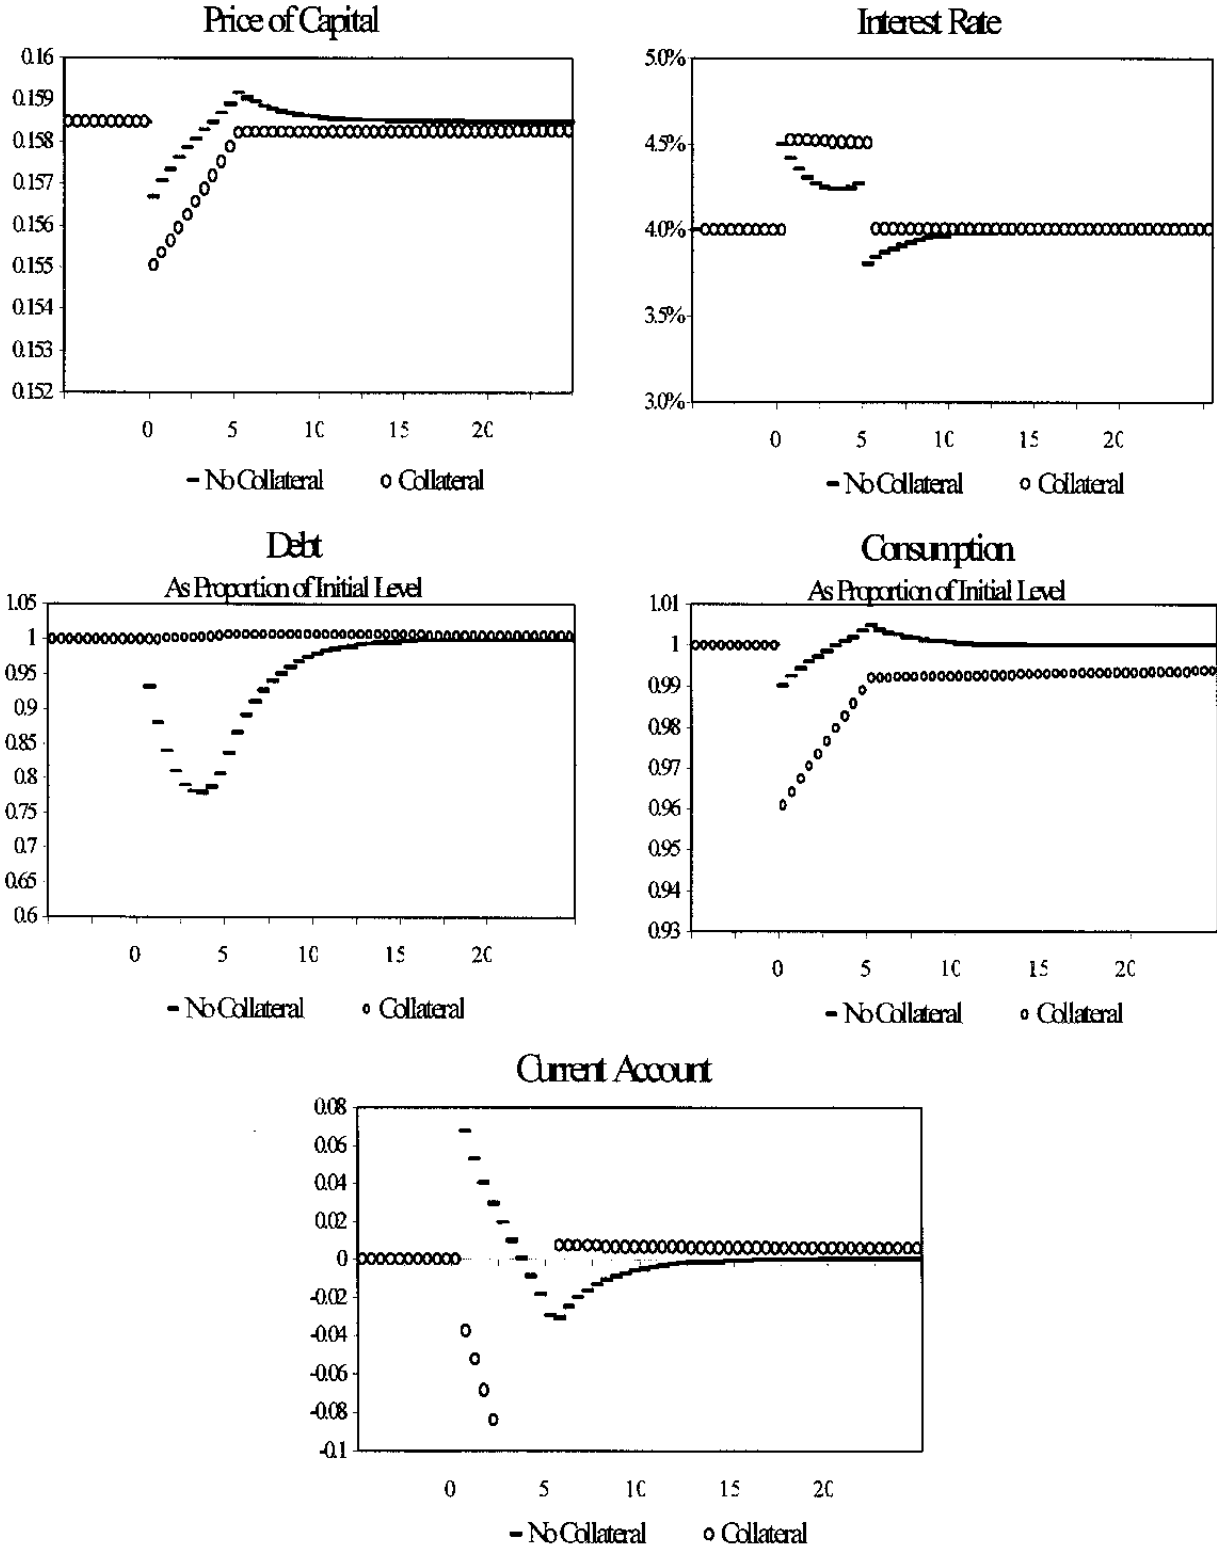 Price of Capital
0.16
0.159
0.158
0.157
0.156
0.155
0.154
0.153
0.152
0 5 10 15 20
No Collateral Collateral
Interest Rate
5.0%
4.5%
4.0%
3.5%
3.0%
0 5 10 15 20
No Collateral Collateral
Debt
As Proportion of Initial Level
1.05
1
0.95
0.9
0.85
0.8
0.75
0.7
0.65
0.6
0 5 10 15 20
No Collateral Collateral
Consumption
As Proportion of Initial Level
1.01
1
0.99
0.98
0.97
0.96
0.95
0.94
0.93
0 5 10 15 20
No Collateral Collateral
Current Account
0.08
0.06
0.04
0.02
0
-0.02
-0.04
-0.06
-0.08
-0.1
0 5 10 15 20
No Collateral Collateral